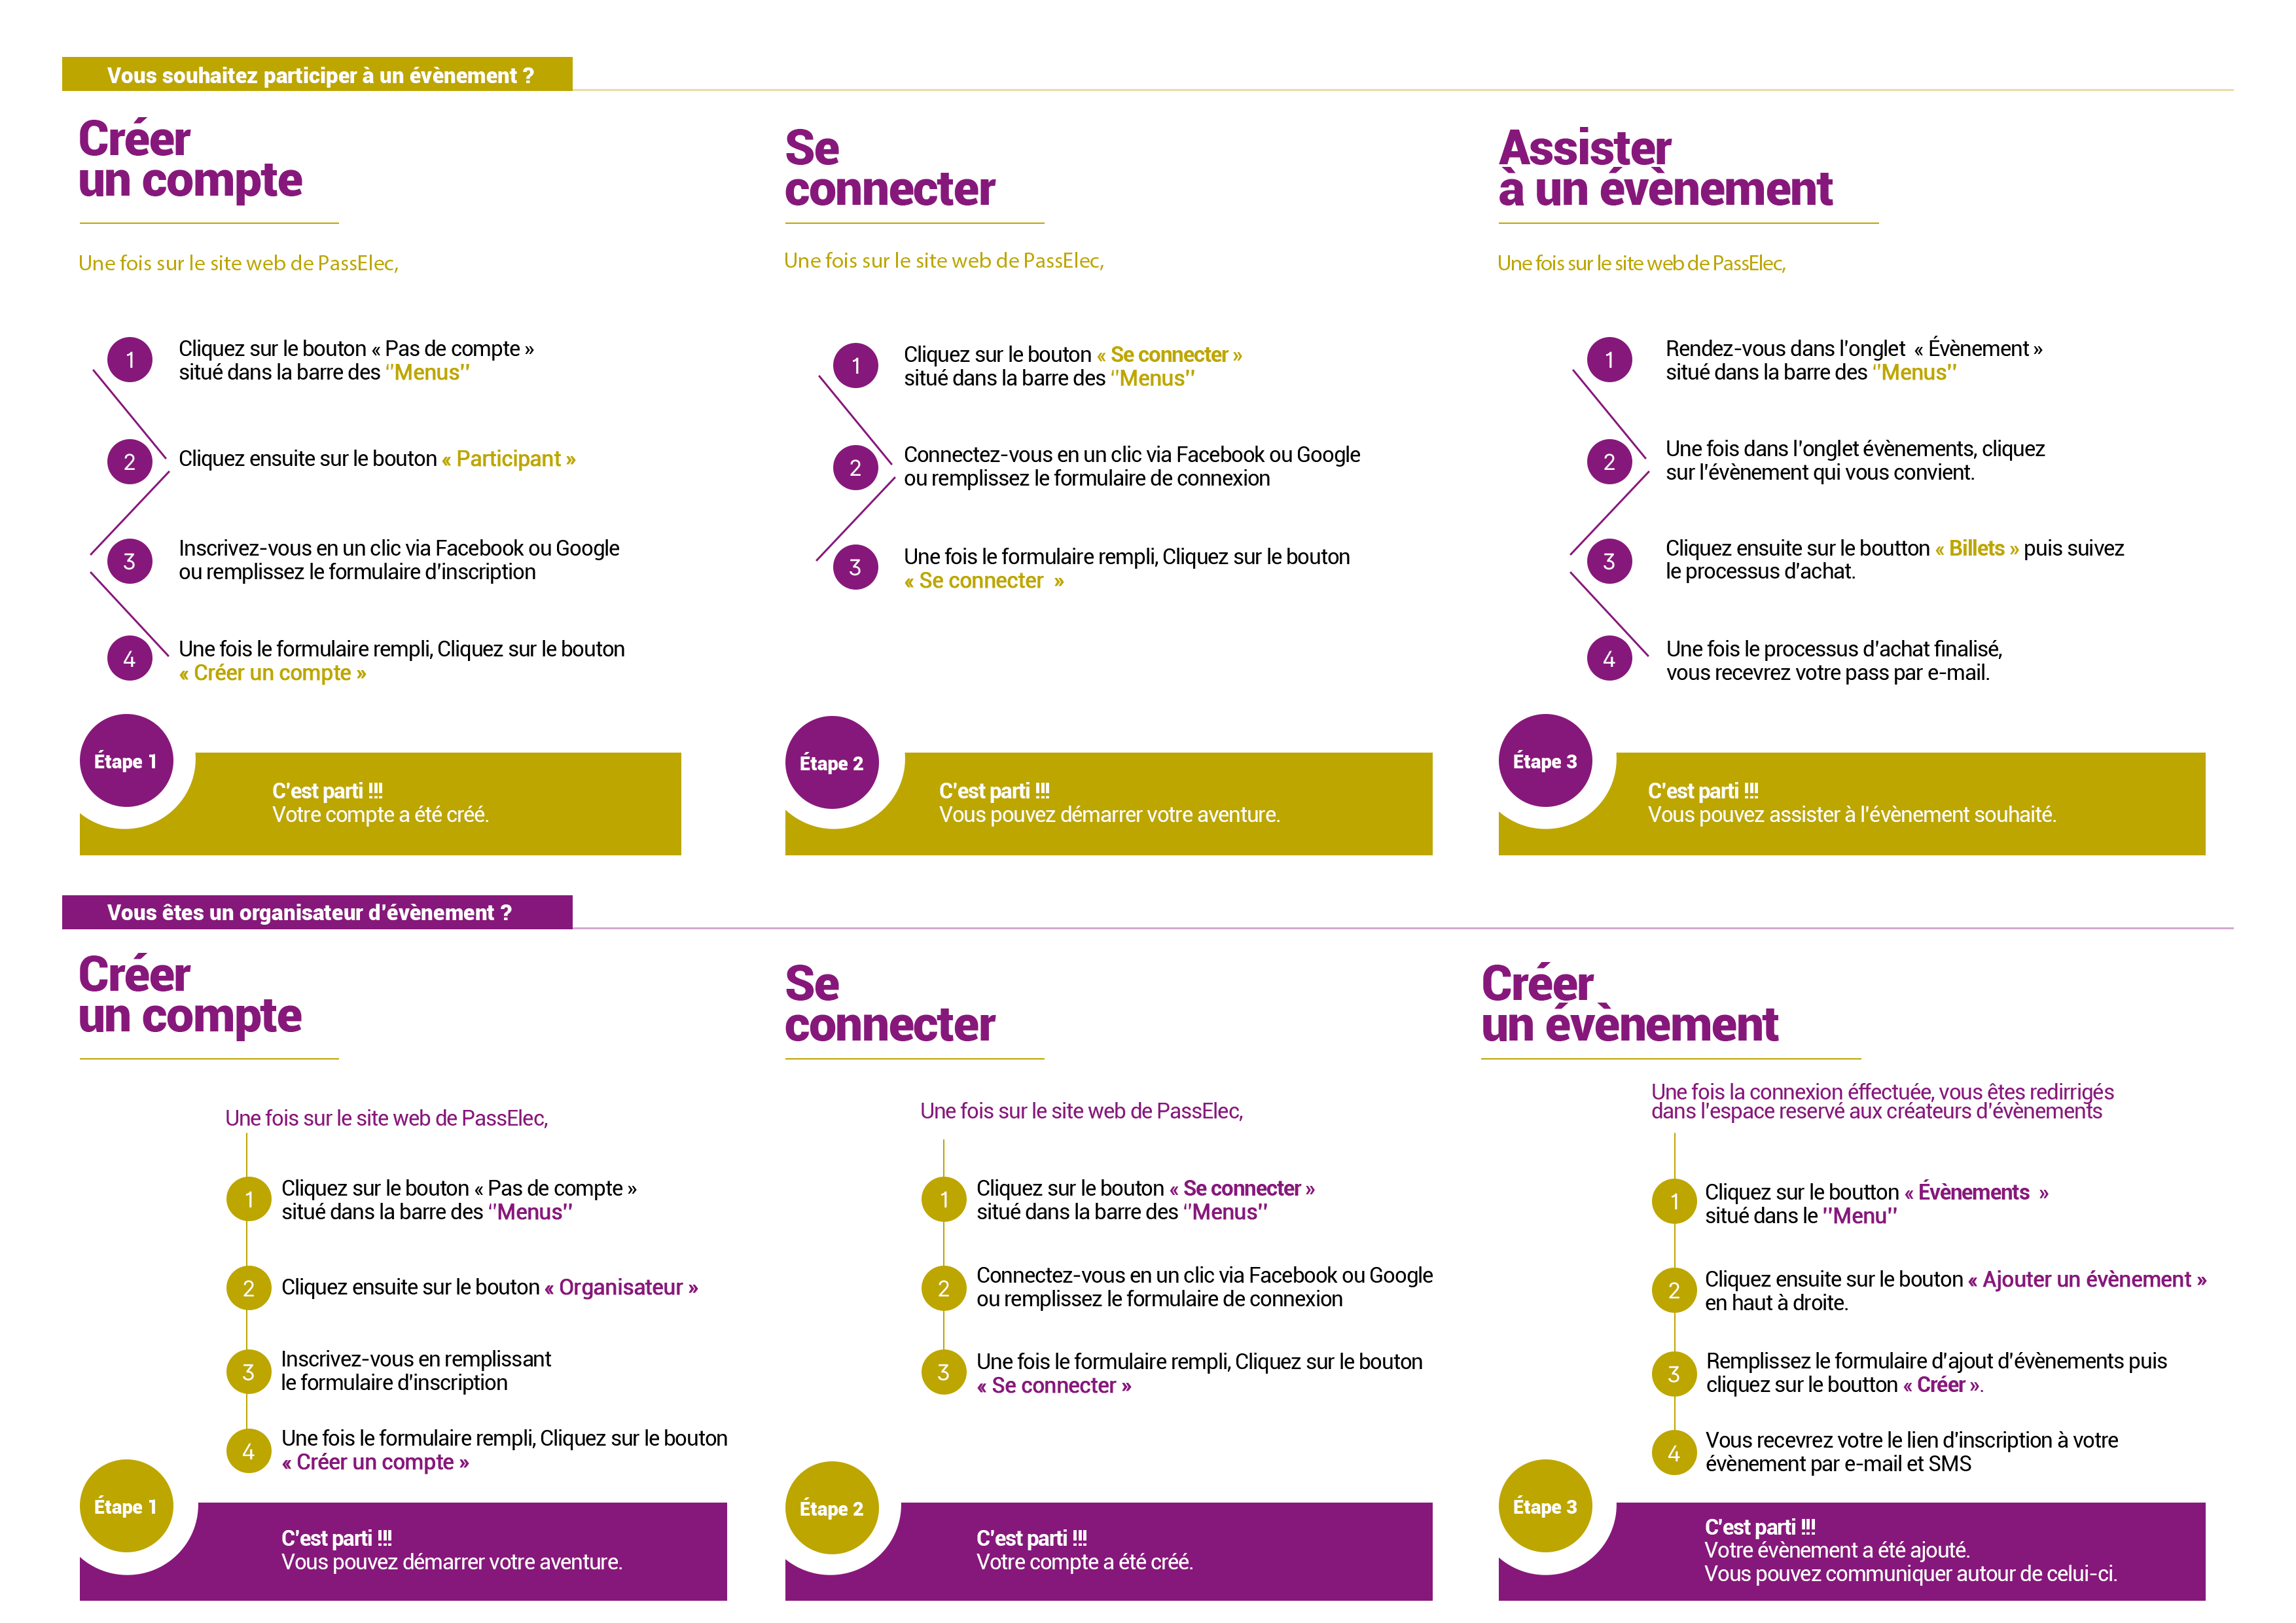 Vous souhaitez participer à un évènement ?
Créer
un compte
Une fois sur le site web de PassElec,
1
Cliquez sur le bouton « Pas de compte »
situé dans la barre des ‘’Menus’’
2
Cliquez ensuite sur le bouton « Participant »
3
Inscrivez-vous en un clic via Facebook ou Google
ou remplissez le formulaire d'inscription
4
Une fois le formulaire rempli, Cliquez sur le bouton
« Créer un compte »
Étape 1
C'est parti !!!
Votre compte a été créé.
Se
connecter
Une fois sur le site web de PassElec,
1
Cliquez sur le bouton « Se connecter »
situé dans la barre des ‘’Menus’’
2
Connectez-vous en un clic via Facebook ou Google
ou remplissez le formulaire de connexion
3
Une fois le formulaire rempli, Cliquez sur le bouton
« Se connecter »
Étape 2
C'est parti !!!
Vous pouvez démarrer votre aventure.
Assister
à un évènement
Une fois sur le site web de PassElec,
1
Rendez-vous dans l'onglet « Évènement »
situé dans la barre des ‘’Menus’’
2
Une fois dans l'onglet évènements, cliquez
sur l'évènement qui vous convient.
3
Cliquez ensuite sur le boutton « Billets » puis suivez
le processus d'achat.
4
Une fois le processus d'achat finalisé,
vous recevrez votre pass par e-mail.
Étape 3
C'est parti !!!
Vous pouvez assister à l'évènement souhaité.
Vous êtes un organisateur d'évènement ?
Créer
un compte
Une fois sur le site web de PassElec,
1
Cliquez sur le bouton « Pas de compte »
situé dans la barre des ‘’Menus’’
2
Cliquez ensuite sur le bouton « Organisateur »
3
Inscrivez-vous en remplissant
le formulaire d'inscription
4
Une fois le formulaire rempli, Cliquez sur le bouton
« Créer un compte »
Étape 1
C'est parti !!!
Vous pouvez démarrer votre aventure.
Se
connecter
Une fois sur le site web de PassElec,
1
Cliquez sur le bouton « Se connecter »
situé dans la barre des ‘’Menus’’
2
Connectez-vous en un clic via Facebook ou Google
ou remplissez le formulaire de connexion
3
Une fois le formulaire rempli, Cliquez sur le bouton
« Se connecter »
Étape 2
C'est parti !!!
Votre compte a été créé.
Créer
un évènement
Une fois la connexion éffectuée, vous êtes redirrigés
dans l'espace reservé aux créateurs d'évènements
1
Cliquez sur le boutton « Évènements »
situé dans le ’’Menu’’
2
Cliquez ensuite sur le bouton « Ajouter un évènement »
en haut à droite.
3
Remplissez le formulaire d'ajout d'évènements puis
cliquez sur le boutton « Créer ».
4
Vous recevrez votre le lien d'inscription à votre
évènement par e-mail et SMS
Étape 3
C'est parti !!!
Votre évènement a été ajouté.
Vous pouvez communiquer autour de celui-ci.